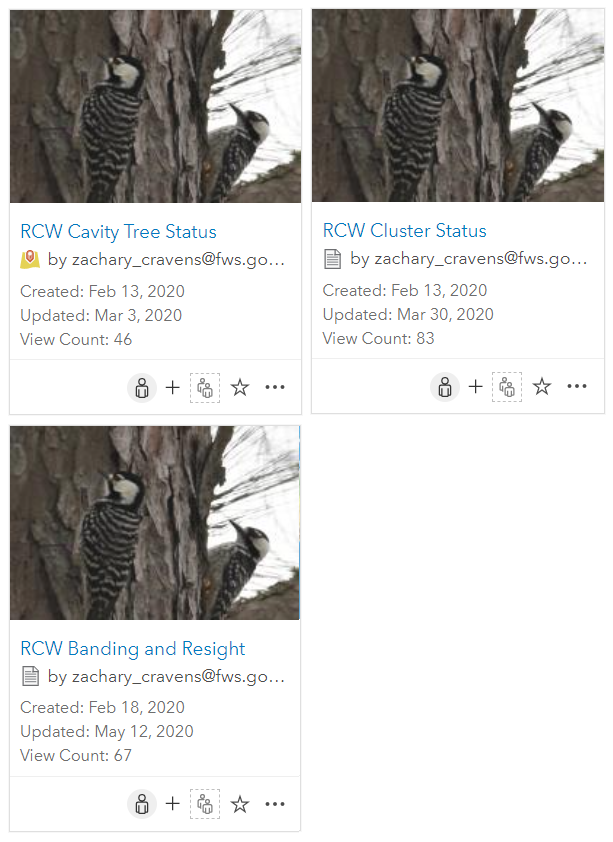 RCW Cavity Tree Status
by zachary_cravens@fws.go...
Created: Feb 13, 2020
Updated: Mar 3, 2020
View Count: 46
RCW Cluster Status
by zachary_cravens@fws.go...
Created: Feb 13, 2020
Updated: Mar 30, 2020
View Count: 83
RCW Banding and Resight
by zachary_cravens@fws.go...
Created: Feb 18, 2020
Updated: May 12, 2020
View Count: 67